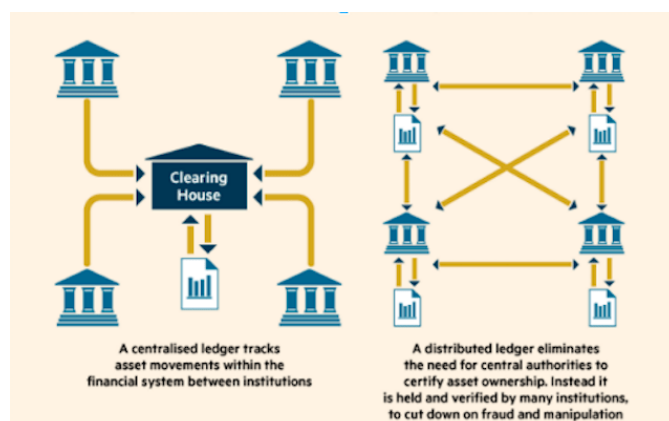 Clearing
House
A centralised ledger tracks
asset movements within the
financial system between institutions
A distributed ledger eliminates
the need for central authorities to
certify asset ownership. Instead it
is held and verified by many institutions,
to cut down on fraud and manipulation